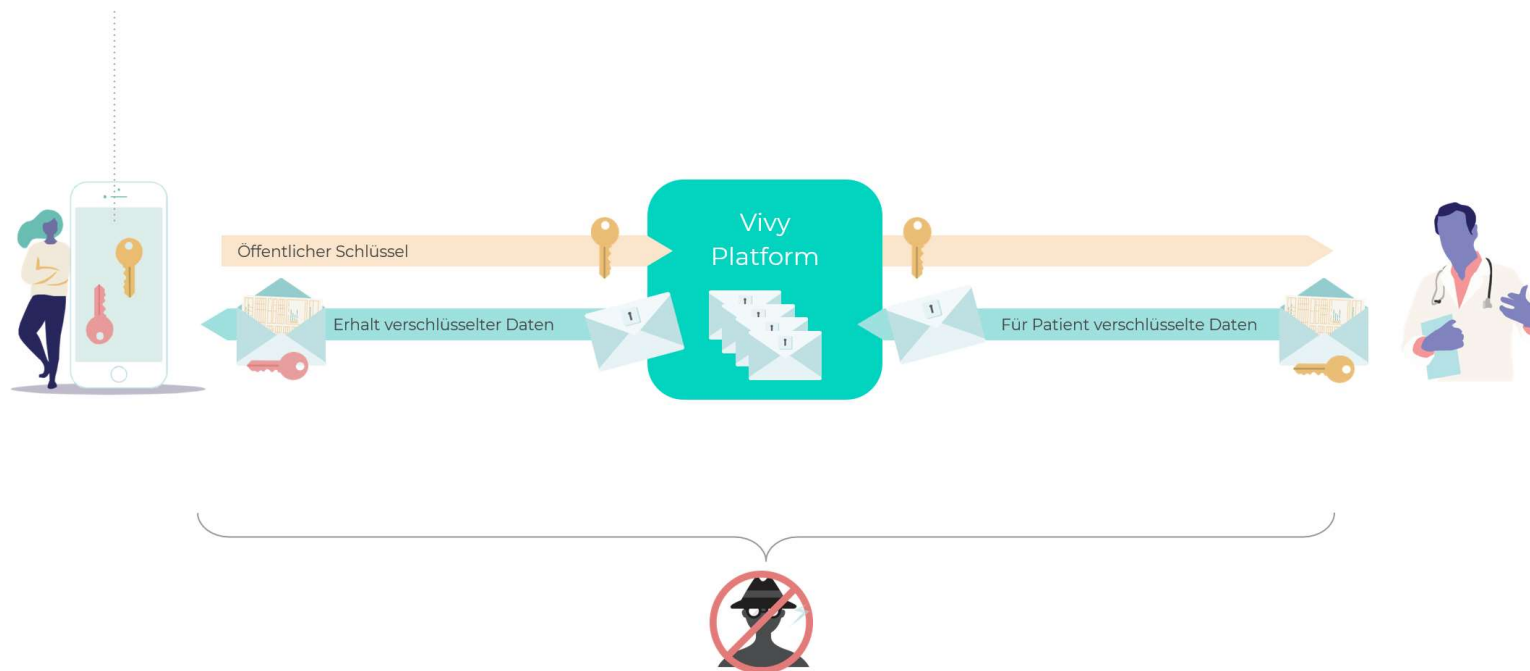 Vivy
Platform
Öffentlicher Schlüssel
Erhalt verschlüsselter Daten
Für Patient verschlüsselte Daten